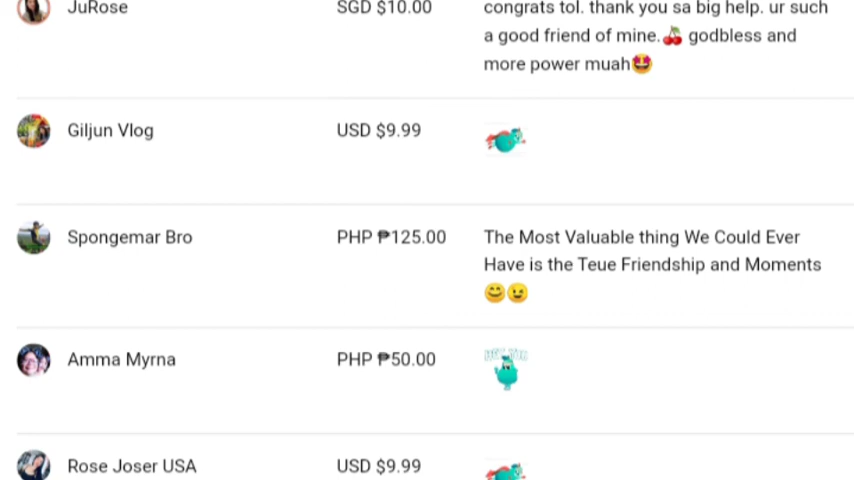 JuRose SGD $10.00 congrats tol. thank you sa big help. ur such
a good friend of mine.🍒 godbless and
more power muah🤩
Giljun Vlog USD $9.99
Spongemar Bro PHP ₱125.00 The Most Valuable thing We Could Ever
Have is the Teue Friendship and Moments
😊😉
Amma Myrna PHP ₱50.00
Rose Joser USA USD $9.99